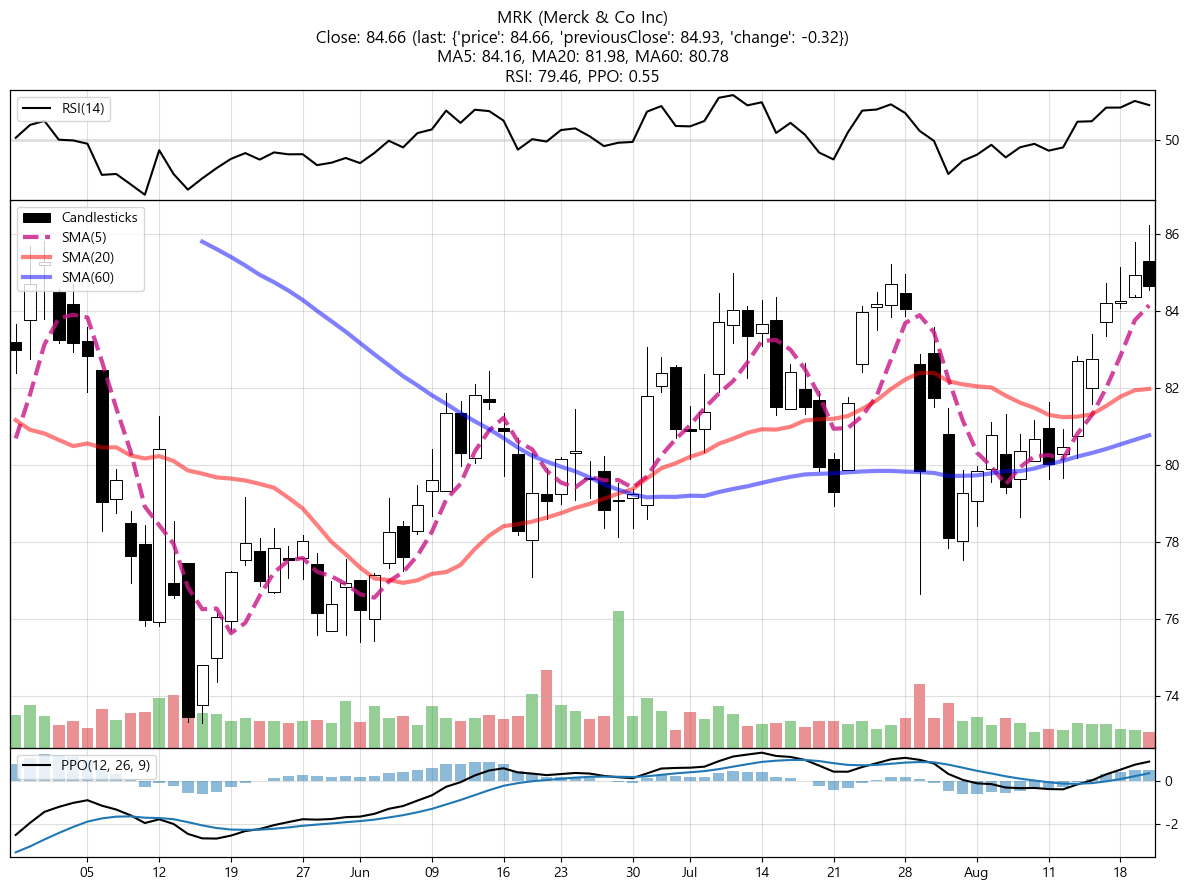 MRK (Merck & Co Inc)
Close: 84.66 (last: {'price': 84.66, 'previousClose': 84.93, 'change': -0.32})
MA5: 84.16, MA20: 81.98, MA60: 80.78
RSI: 79.46, PPO: 0.55
RSI(14)
50
Candlesticks
SMA(5)
SMA(20)
SMA(60)
86
84
82
80
78
76
74
PPO(12, 26, 9)
0
-2
05 12 19 27 Jun 09 16 23 30 Jul 14 21 28 Aug 11 18